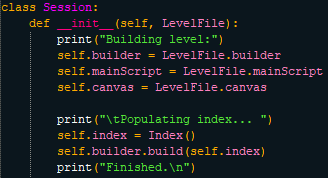 class Session:
    def __init__(self, LevelFile):
        print("Building level:")
        self.builder = LevelFile.builder
        self.mainScript = LevelFile.mainScript
        self.canvas = LevelFile.canvas

        print("\tPopulating index... ")
        self.index = Index()
        self.builder.build(self.index)
        print("Finished.\n")